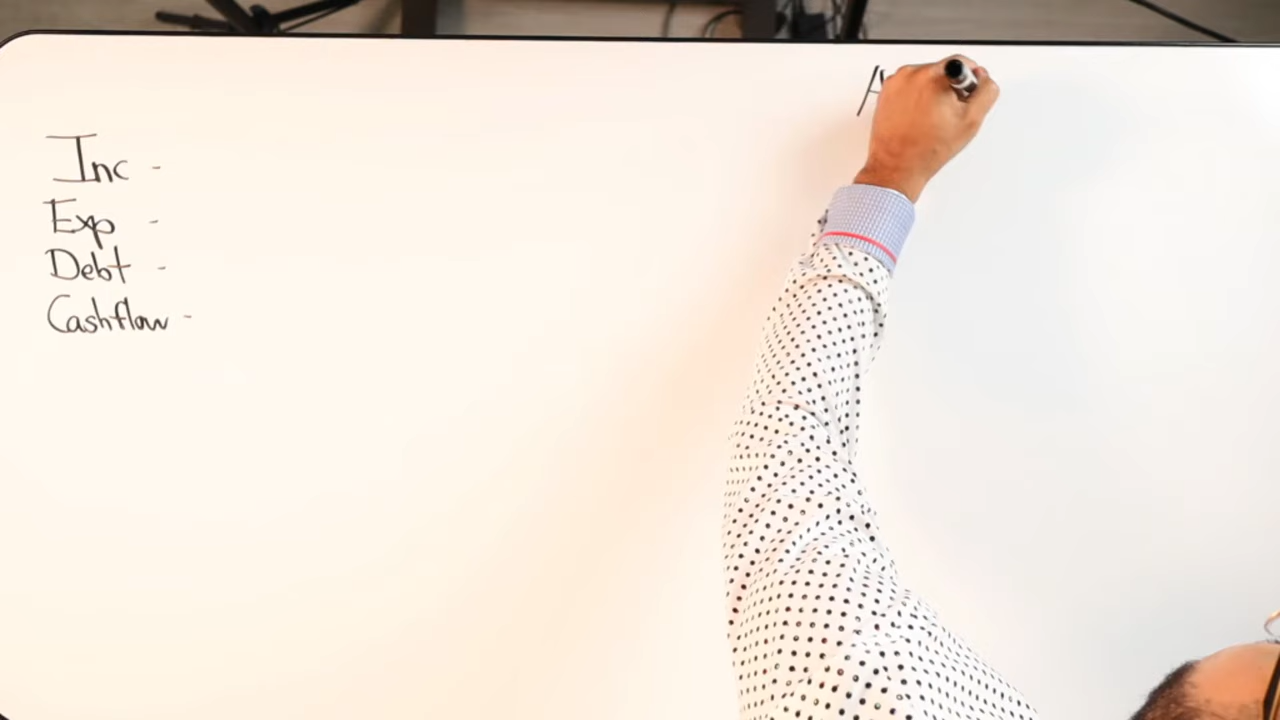 Inc -
Exp -
Debt -
Cashflow -
A